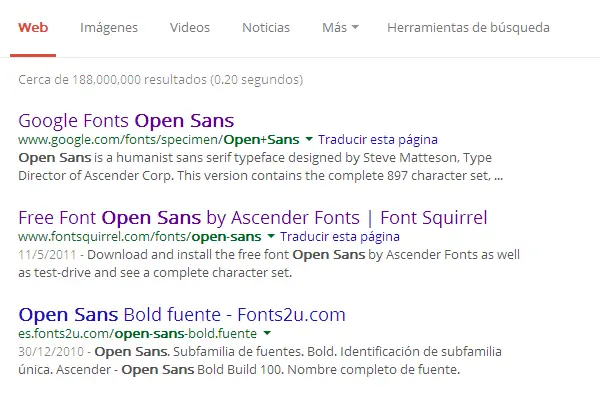 Web Imágenes Videos Noticias Más Herramientas de búsqueda
Cerca de 188,000,000 resultados (0.20 segundos)
Google Fonts Open Sans
www.google.com/fonts/specimen/Open+Sans Traducir esta página
Open Sans is a humanist sans serif typeface designed by Steve Matteson, Type
Director of Ascender Corp. This version contains the complete 897 character set, ...
Free Font Open Sans by Ascender Fonts | Font Squirrel
www.fontsquirrel.com/fonts/open-sans Traducir esta página
11/5/2011 - Download and install the free font Open Sans by Ascender Fonts as well
as test-drive and see a complete character set.
Open Sans Bold fuente - Fonts2u.com
es.fonts2u.com/open-sans-bold.fuente
30/12/2010 - Open Sans. Subfamilia de fuentes. Bold. Identificación de subfamilia
única. Ascender - Open Sans Bold Build 100. Nombre completo de fuente.